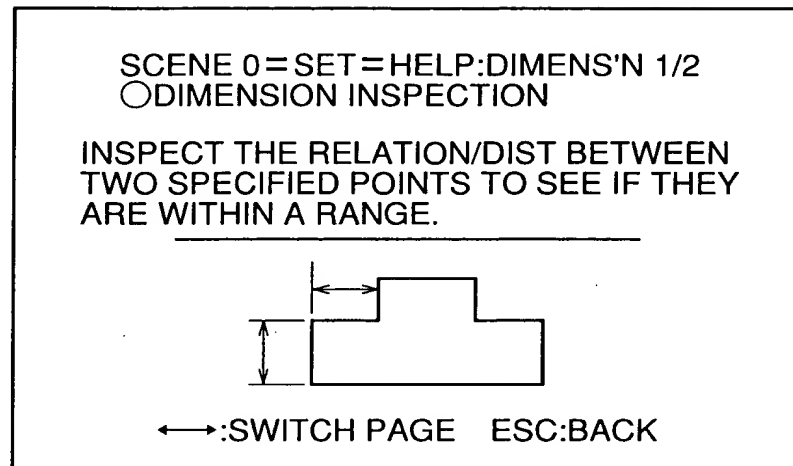 SCENE 0=SET=HELP:DIMENS'N 1/2
○DIMENSION INSPECTION
INSPECT THE RELATION/DIST BETWEEN
TWO SPECIFIED POINTS TO SEE IF THEY
ARE WITHIN A RANGE.
←→:SWITCH PAGE ESC:BACK